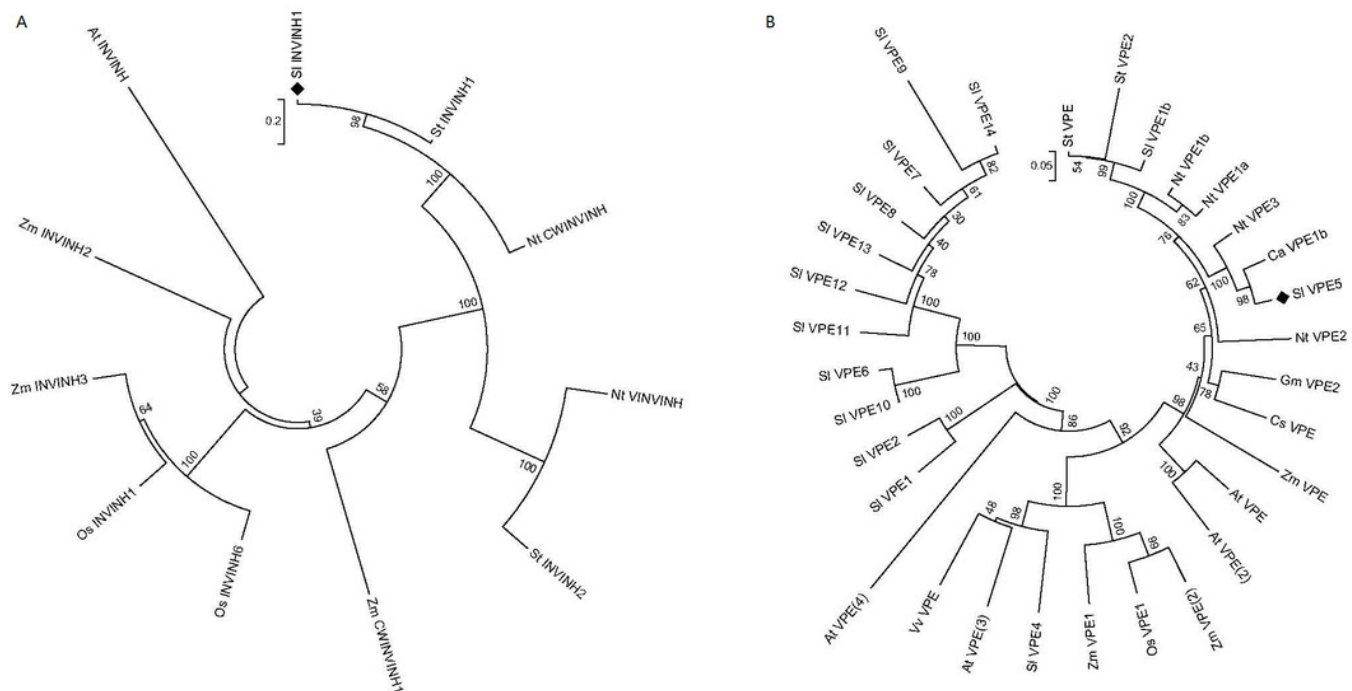 A
At INVINH
Sl INVINH1
0.2
98
St INVINH1
100
Nt CWINVINH
100
Zm INVINH2
Zm INVINH3
64
100
Os INVINH1
Os INVINH6
39
58
Nt VINVINH
100
St INVINH2
Zm CWINVINH1
B
Sl VPE9
Sl VPE14
82
Sl VPE7
61
Sl VPE8
30
Sl VPE13
40
Sl VPE12
78
Sl VPE11
100
100
Sl VPE6
Sl VPE10
100
Sl VPE2
100
Sl VPE1
100
86
92
At VPE(4)
St VPE
St VPE2
0.05
54
99
Sl VPE1b
100
Nt VPE1b
Nt VPE1a
83
76
Nt VPE3
Ca VPE1b
100
98
Sl VPE5
62
Nt VPE2
65
Gm VPE2
43
78
Cs VPE
98
Zm VPE
At VPE
100
At VPE(2)
100
48
98
Vv VPE
At VPE(3)
Sl VPE4
100
Zm VPE1
Os VPE1
Zm VPE(2)